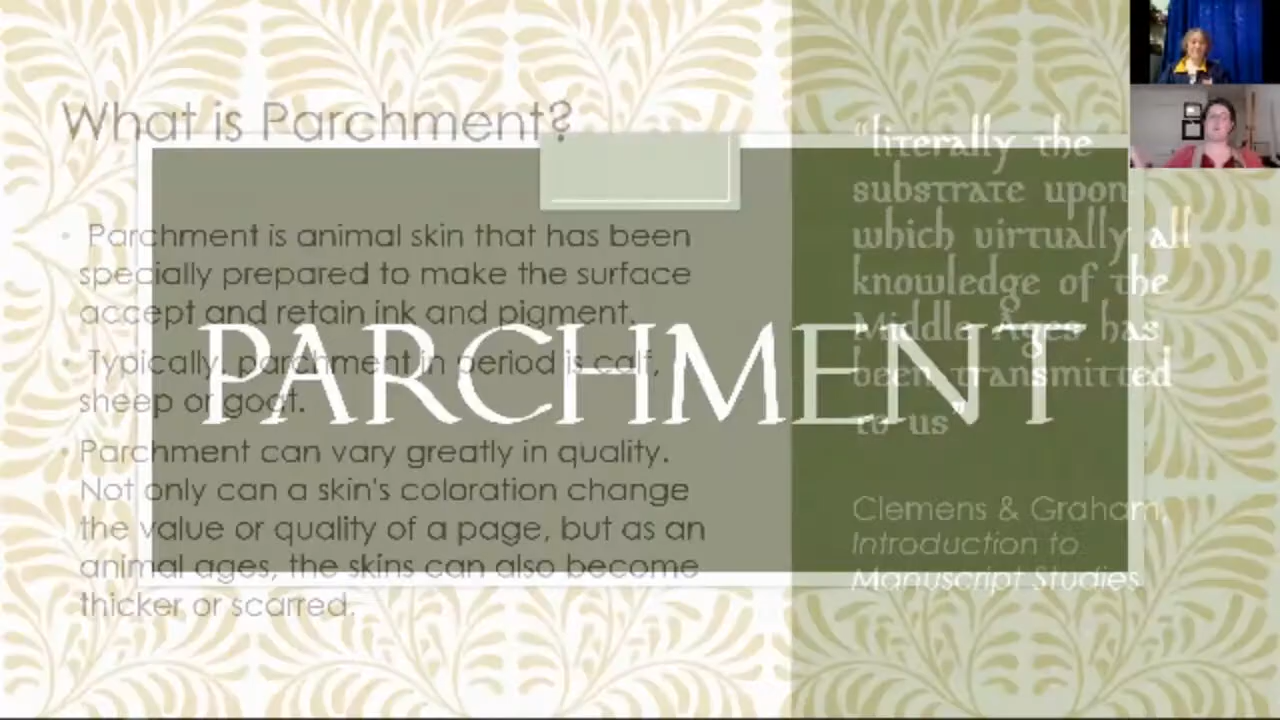 What is Parchment?
Parchment is animal skin that has been
specially prepared to make the surface
accept and retain ink and pigment.
Typically, parchment in period is calf,
sheep or goat.
Parchment can vary greatly in quality.
Not only can a skin's coloration change
the value or quality of a page, but as an
animal ages, the skins can also become
thicker or scarred.
PARCHMENT
"literally the
substrate upon
which virtually all
knowledge of the
Middle Ages has
been transmitted
to us"
Clemens & Graham,
Introduction to
Manuscript Studies